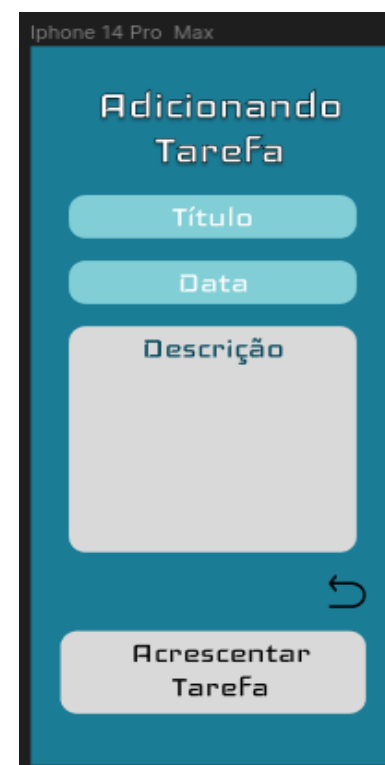 Iphone 14 Pro Max
Adicionando
Tarefa
Título
Data
Descrição
Acrescentar
Tarefa